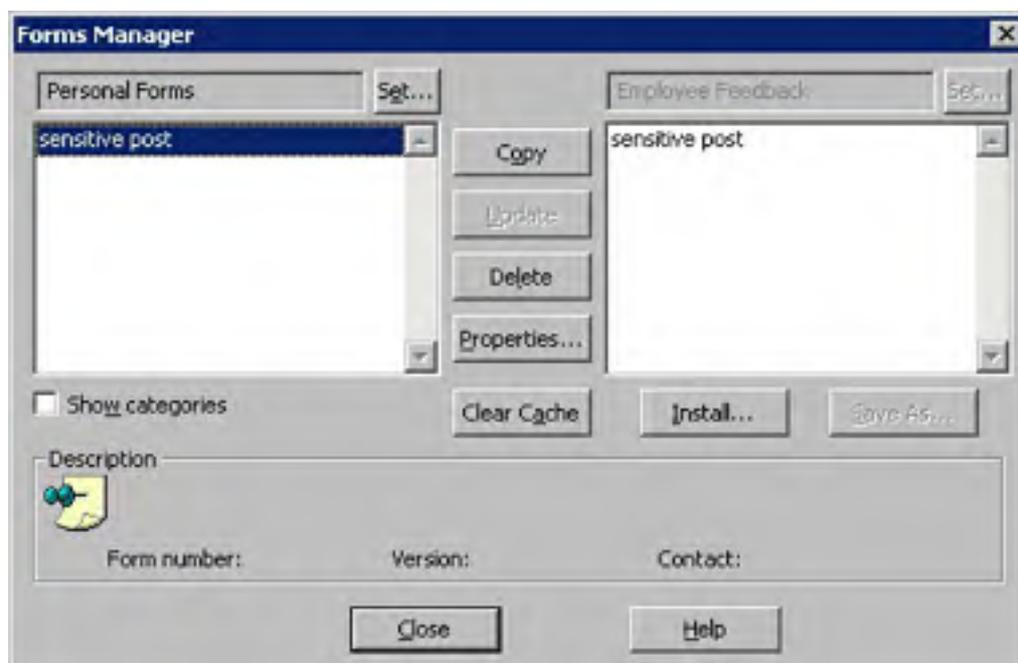 Forms Manager
Personal Forms
Set...
Employee Feedback
Set...
sensitive post
Copy
sensitive post
Update
Delete
Properties...
Show categories
Clear Cache
Install...
Save As...
Description
Form number:
Version:
Contact:
Close
Help